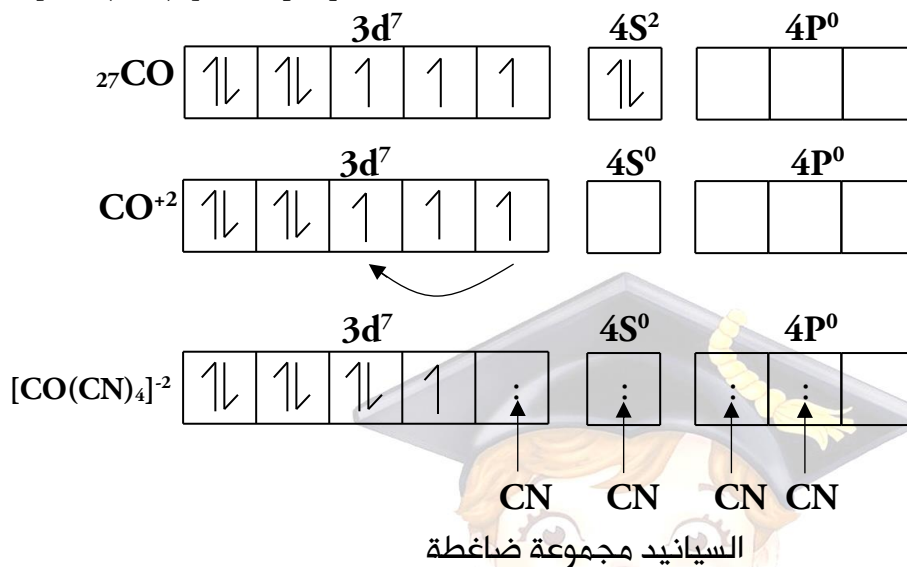 3d⁷ 4S² 4P⁰
₂₇CO
3d⁷ 4S⁰ 4P⁰
CO⁺²
3d⁷ 4S⁰ 4P⁰
[CO(CN)₄]⁻²
CN CN CN CN
السيانيد مجموعة ضاغطة